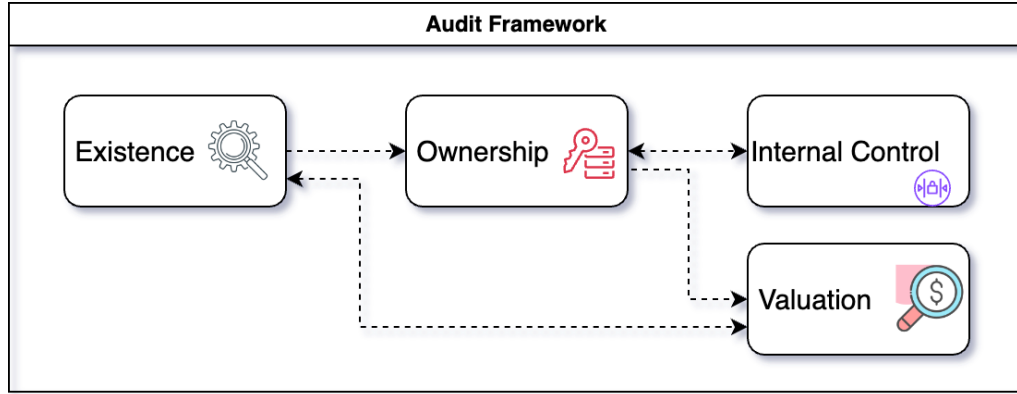 Audit Framework
Existence
Ownership
Internal Control
Valuation
$